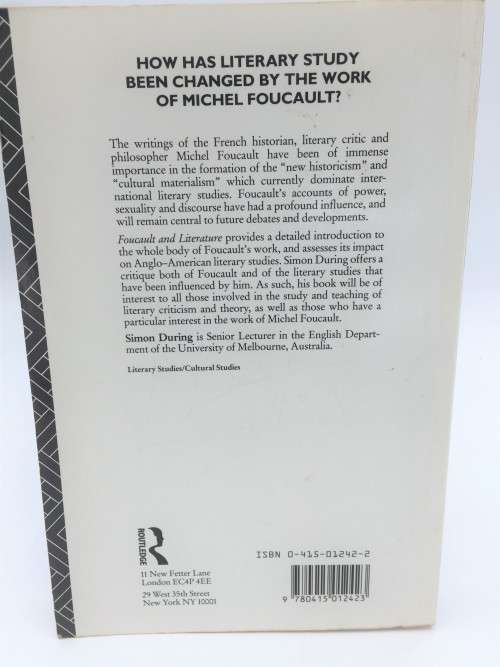 HOW HAS LITERARY STUDY
BEEN CHANGED BY THE WORK
OF MICHEL FOUCAULT?
The writings of the French historian, literary critic and
philosopher Michel Foucault have been of immense
importance in the formation of the “new historicism” and
“cultural materialism” which currently dominate inter-
national literary studies. Foucault’s accounts of power,
sexuality and discourse have had a profound influence, and
will remain central to future debates and developments.
Foucault and Literature provides a detailed introduction to
the whole body of Foucault’s work, and assesses its impact
on Anglo–American literary studies. Simon During offers a
critique both of Foucault and of the literary studies that
have been influenced by him. As such, his book will be of
interest to all those involved in the study and teaching of
literary criticism and theory, as well as those who have a
particular interest in the work of Michel Foucault.
Simon During is Senior Lecturer in the English Depart-
ment of the University of Melbourne, Australia.
Literary Studies/Cultural Studies
ROUTLEDGE
11 New Fetter Lane
London EC4P 4EE
29 West 35th Street
New York NY 10001
ISBN 0-415-01242-2
9 780415 012423